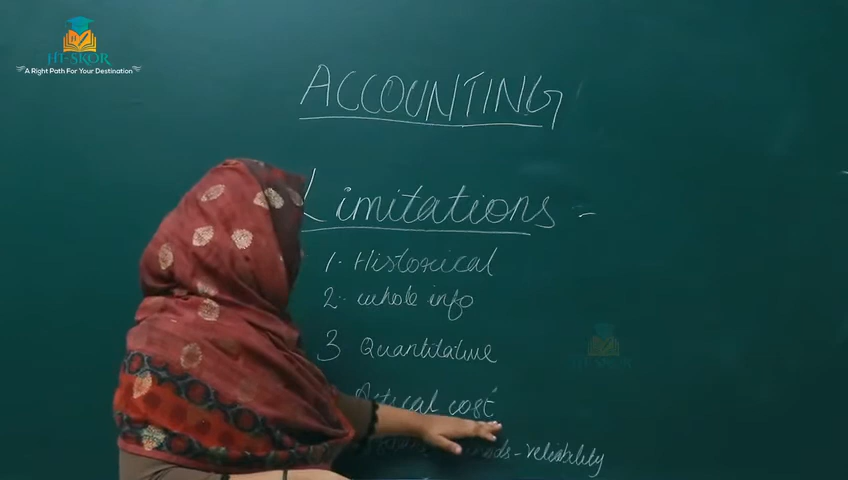 HI-SKOR
A Right Path For Your Destination
ACCOUNTING
Limitations =
1. Historical
2. whole info
3 Quantitative
cost
- reliability